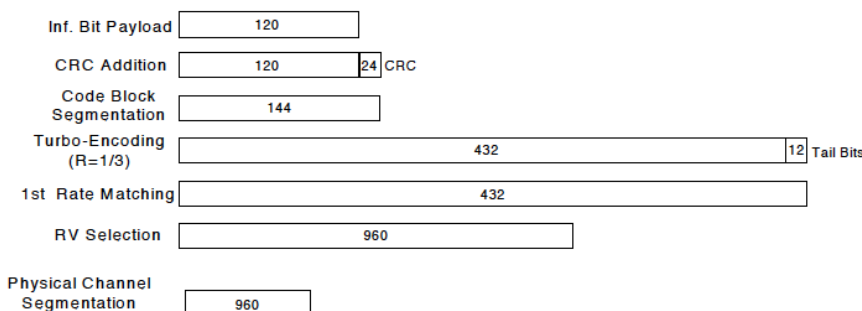 Inf. Bit Payload 120
CRC Addition 120 24 CRC
Code Block
Segmentation 144
Turbo-Encoding
(R=1/3) 432 12 Tail Bits
1st Rate Matching 432
RV Selection 960
Physical Channel
Segmentation 960